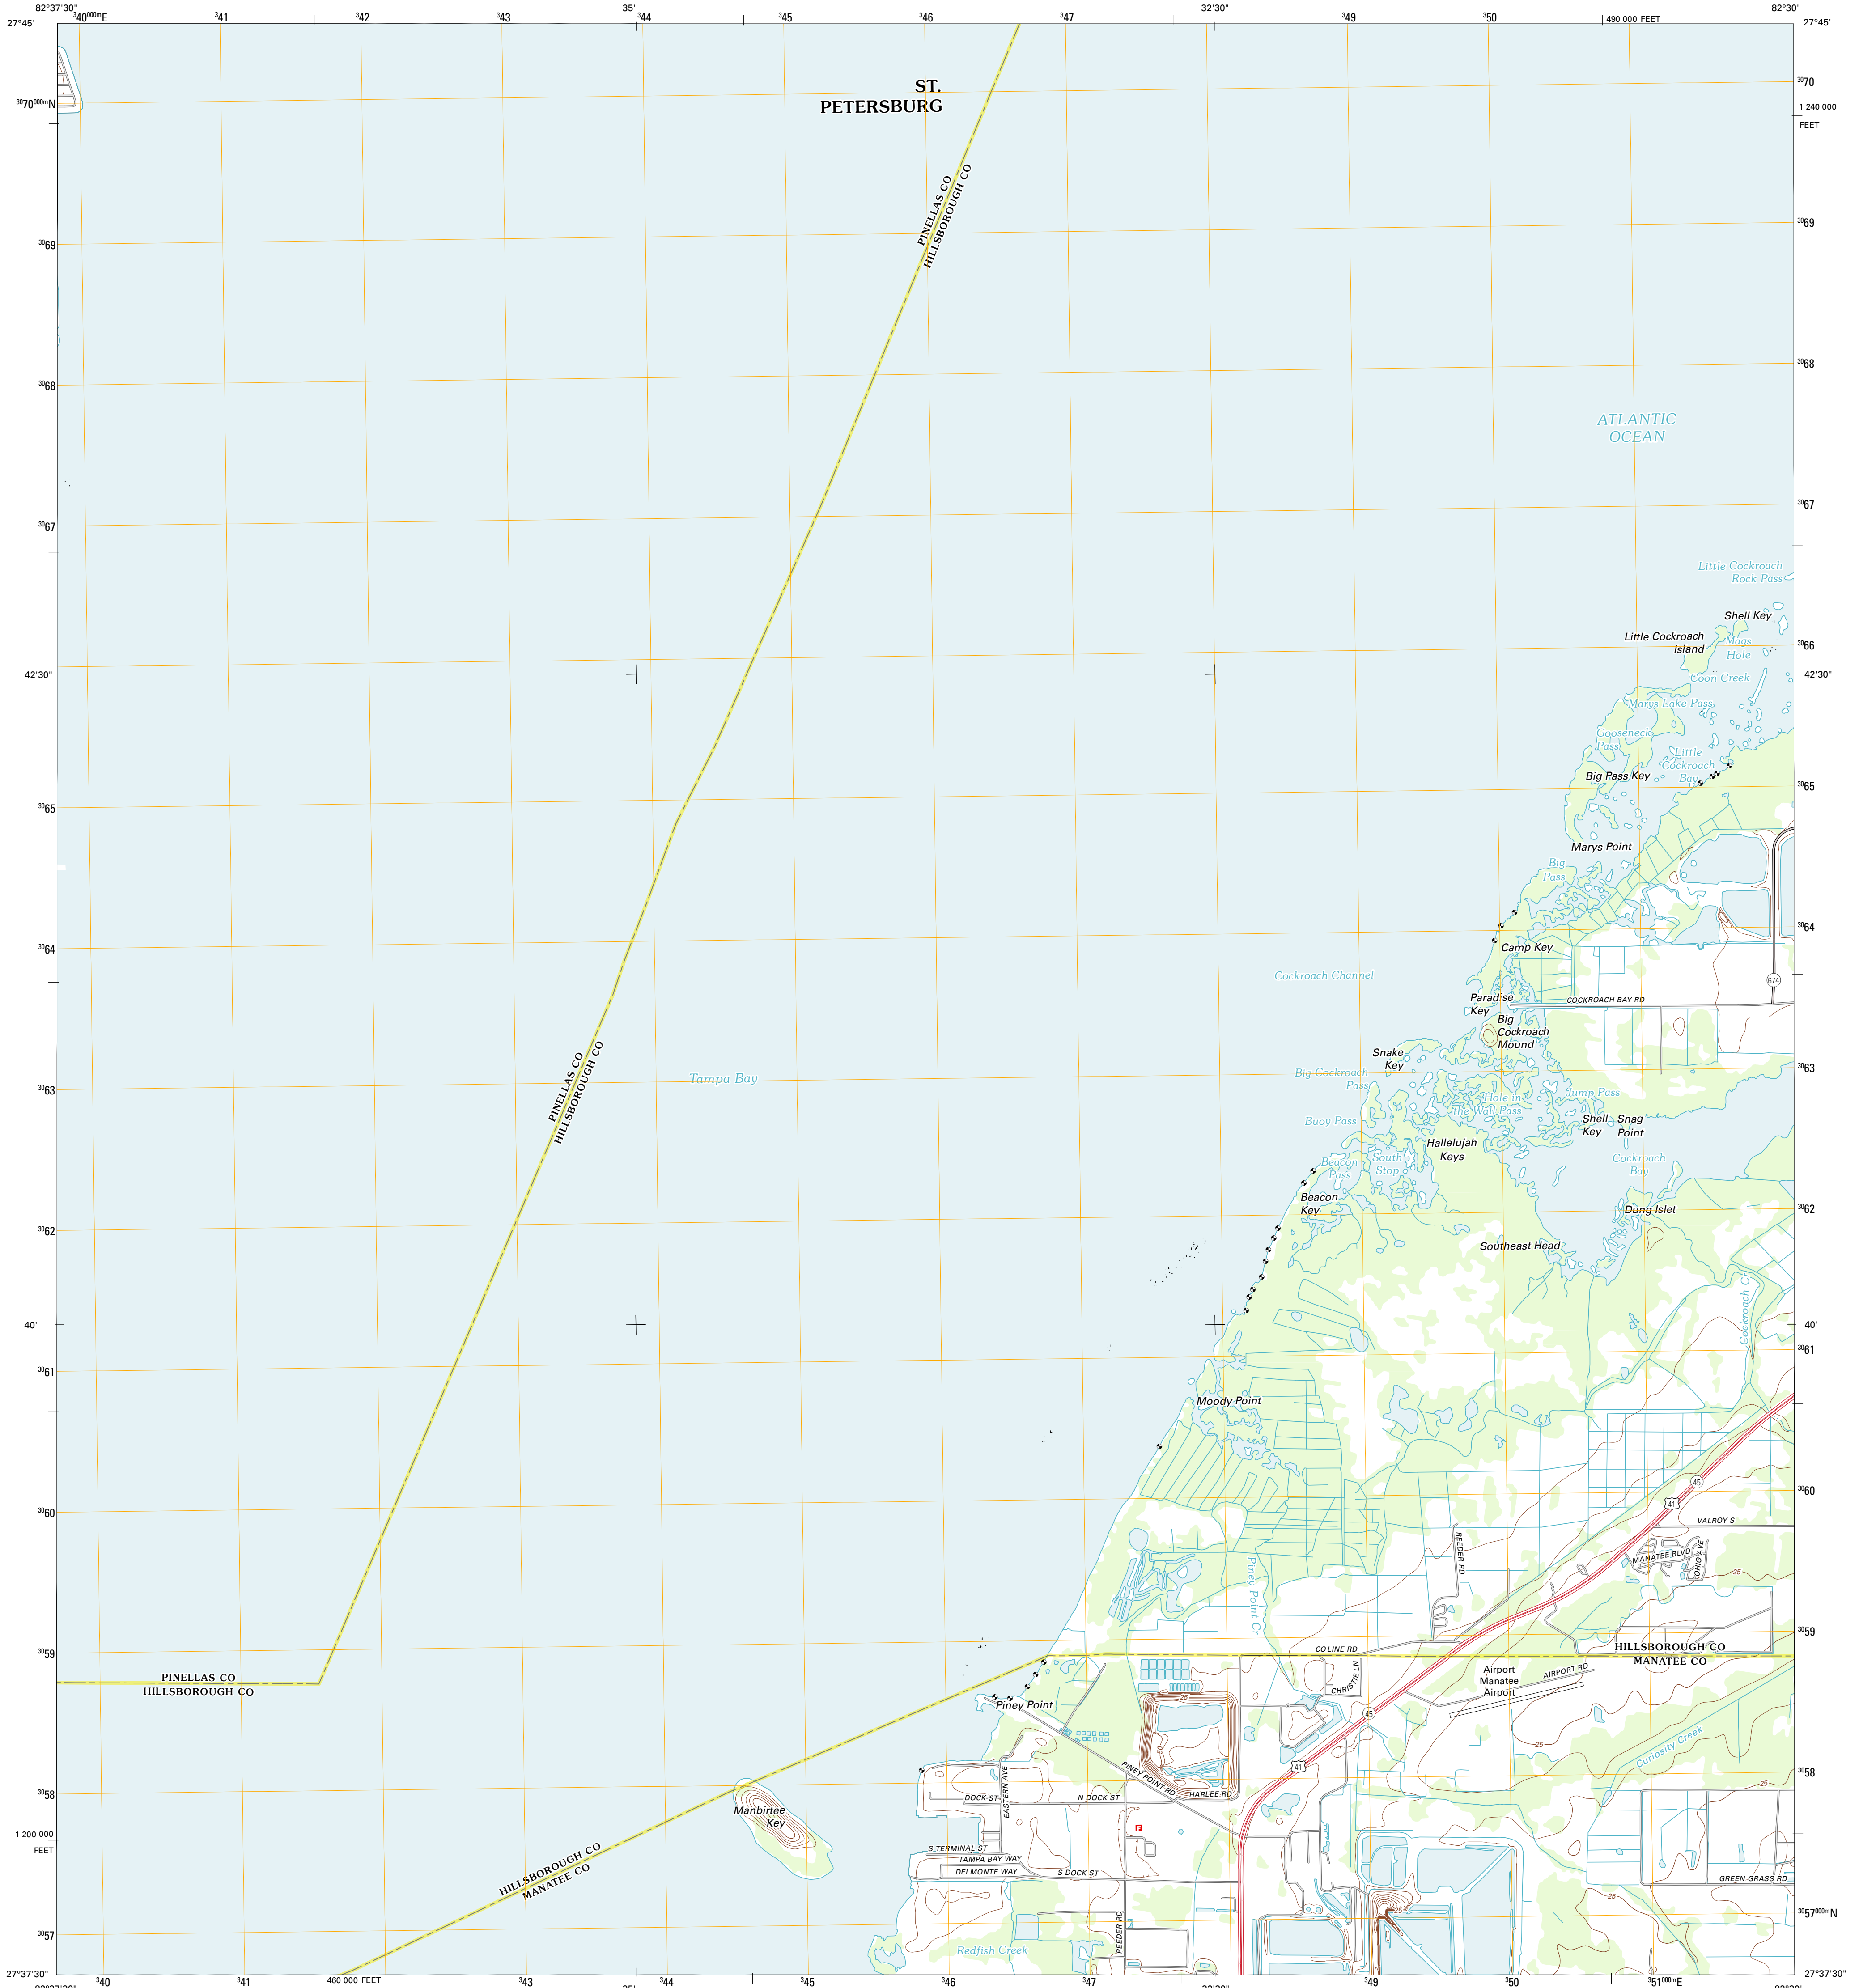 82°37'30"
³40⁰⁰⁰ᵐE
³41
³42
³43
35'
³44
³45
³46
³47
32'30"
³49
³50
490 000 FEET
82°30'
27°45'
27°45'
ST.
PETERSBURG
³⁰70⁰⁰⁰ᵐN
³⁰70
1 240 000
FEET
PINELLAS CO
HILLSBOROUGH CO
³⁰69
³⁰69
³⁰68
³⁰68
ATLANTIC
OCEAN
³⁰67
³⁰67
Little Cockroach
Rock Pass
Shell Key
Little Cockroach
Island
Mags
Hole
³⁰66
42'30"
42'30"
Coon Creek
Marys Lake Pass
Gooseneck
Pass
Little
Cockroach
Bay
Big Pass Key
³⁰65
³⁰65
Marys Point
Big
Pass
³⁰64
³⁰64
Camp Key
Cockroach Channel
674
Paradise
Key
COCKROACH BAY RD
Big
Cockroach
Mound
Snake
Key
PINELLAS CO
HILLSBOROUGH CO
³⁰63
³⁰63
Tampa Bay
Big Cockroach
Pass
Jump Pass
Hole in
the Wall Pass
Buoy Pass
Shell
Key
Snag
Point
Hallelujah
Keys
Beacon
Pass
South
Stop
Cockroach
Bay
Beacon
Key
Dung Islet
³⁰62
³⁰62
Southeast Head
Cockroach Cr
40'
40'
³⁰61
³⁰61
Moody Point
45
41
³⁰60
³⁰60
VALROY S
REEDER RD
MANATEE BLVD
OHIO AVE
25
Piney Point Cr
COLINE RD
³⁰59
³⁰59
HILLSBOROUGH CO
MANATEE CO
PINELLAS CO
HILLSBOROUGH CO
Airport
Manatee
Airport
AIRPORT RD
CHRISTIE LN
Piney Point
25
45
50
25
Curiosity Creek
41
PINEY POINT RD
HARLEE RD
³⁰58
³⁰58
25
EASTERN AVE
DOCK ST
N DOCK ST
Manbirtee
Key
F
1 200 000
FEET
S TERMINAL ST
TAMPA BAY WAY
DELMONTE WAY
S DOCK ST
HILLSBOROUGH CO
MANATEE CO
GREEN GRASS RD
25
25
³⁰57
³⁰57⁰⁰⁰ᵐN
REEDER RD
Redfish Creek
27°37'30"
27°37'30"
³40
³41
460 000 FEET
³43
³44
³45
³46
³47
³49
³50
³51⁰⁰⁰ᵐE